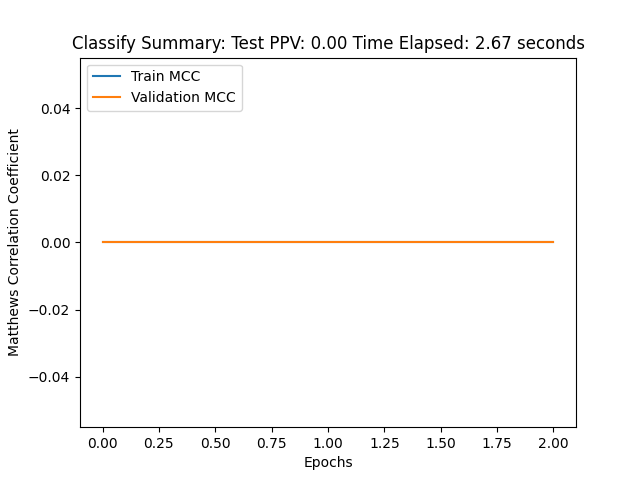 Classify Summary: Test PPV: 0.00 Time Elapsed: 2.67 seconds
Train MCC
Validation MCC
Matthews Correlation Coefficient
0.04
0.02
0.00
−0.02
−0.04
0.00 0.25 0.50 0.75 1.00 1.25 1.50 1.75 2.00
Epochs